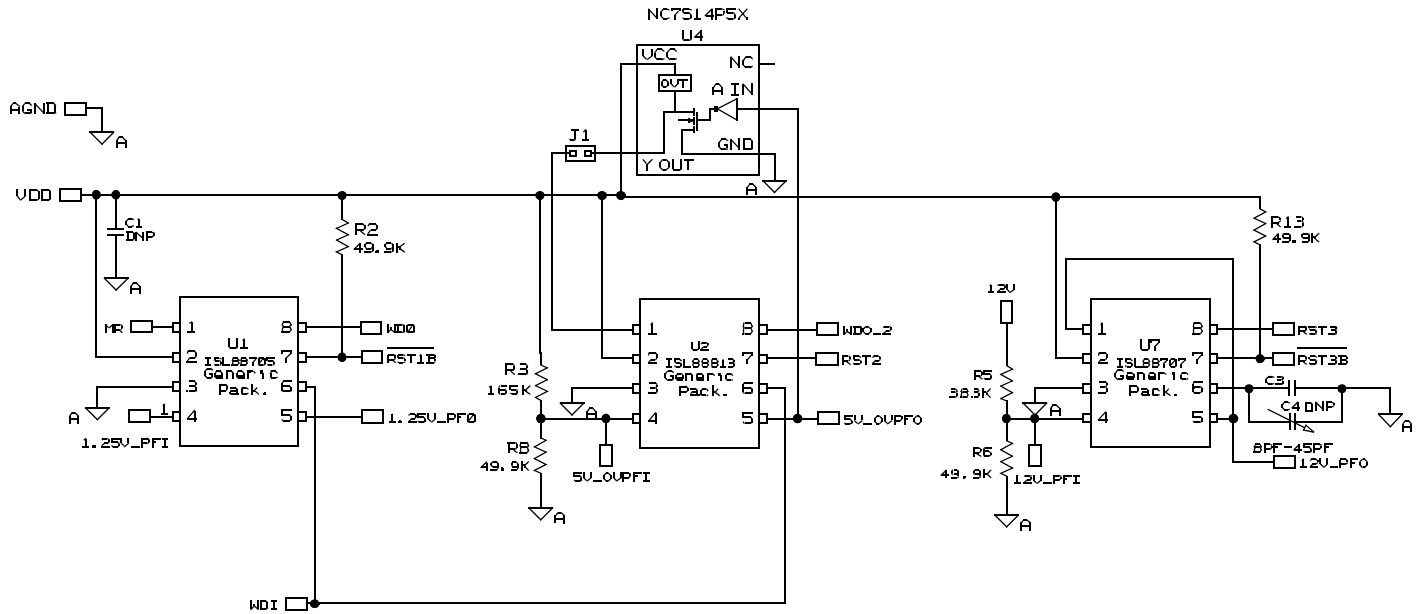 NC7S14P5X
U4
VCC
NC
OUT
A IN
GND
Y OUT
J1
A
AGND
A
VDD
C1
DNP
A
R2
49.9K
R13
49.9K
12V
MR
1
2
3
4
8
7
6
5
U1
ISL88705
Generic
Pack.
WDO
RST1B
A
1
1.25V_PFI
1.25V_PFO
R3
165K
R8
49.9K
A
A
5V_OVPFI
1
2
3
4
8
7
6
5
U2
ISL88813
Generic
Pack.
WDO_2
RST2
5V_OVPFO
R5
383K
R6
49.9K
A
A
12V_PFI
1
2
3
4
8
7
6
5
U7
ISL88707
Generic
Pack.
RST3
RST3B
C3
C4 DNP
8PF-45PF
A
12V_PFO
WDI